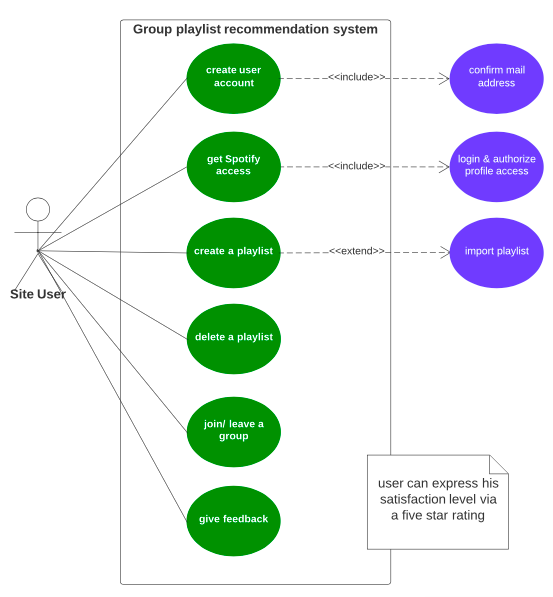 Group playlist recommendation system
create user
account
<<include>>
confirm mail
address
get Spotify
access
<<include>>
login & authorize
profile access
create a playlist
<<extend>>
import playlist
Site User
delete a playlist
join/ leave a
group
user can express his
satisfaction level via
a five star rating
give feedback